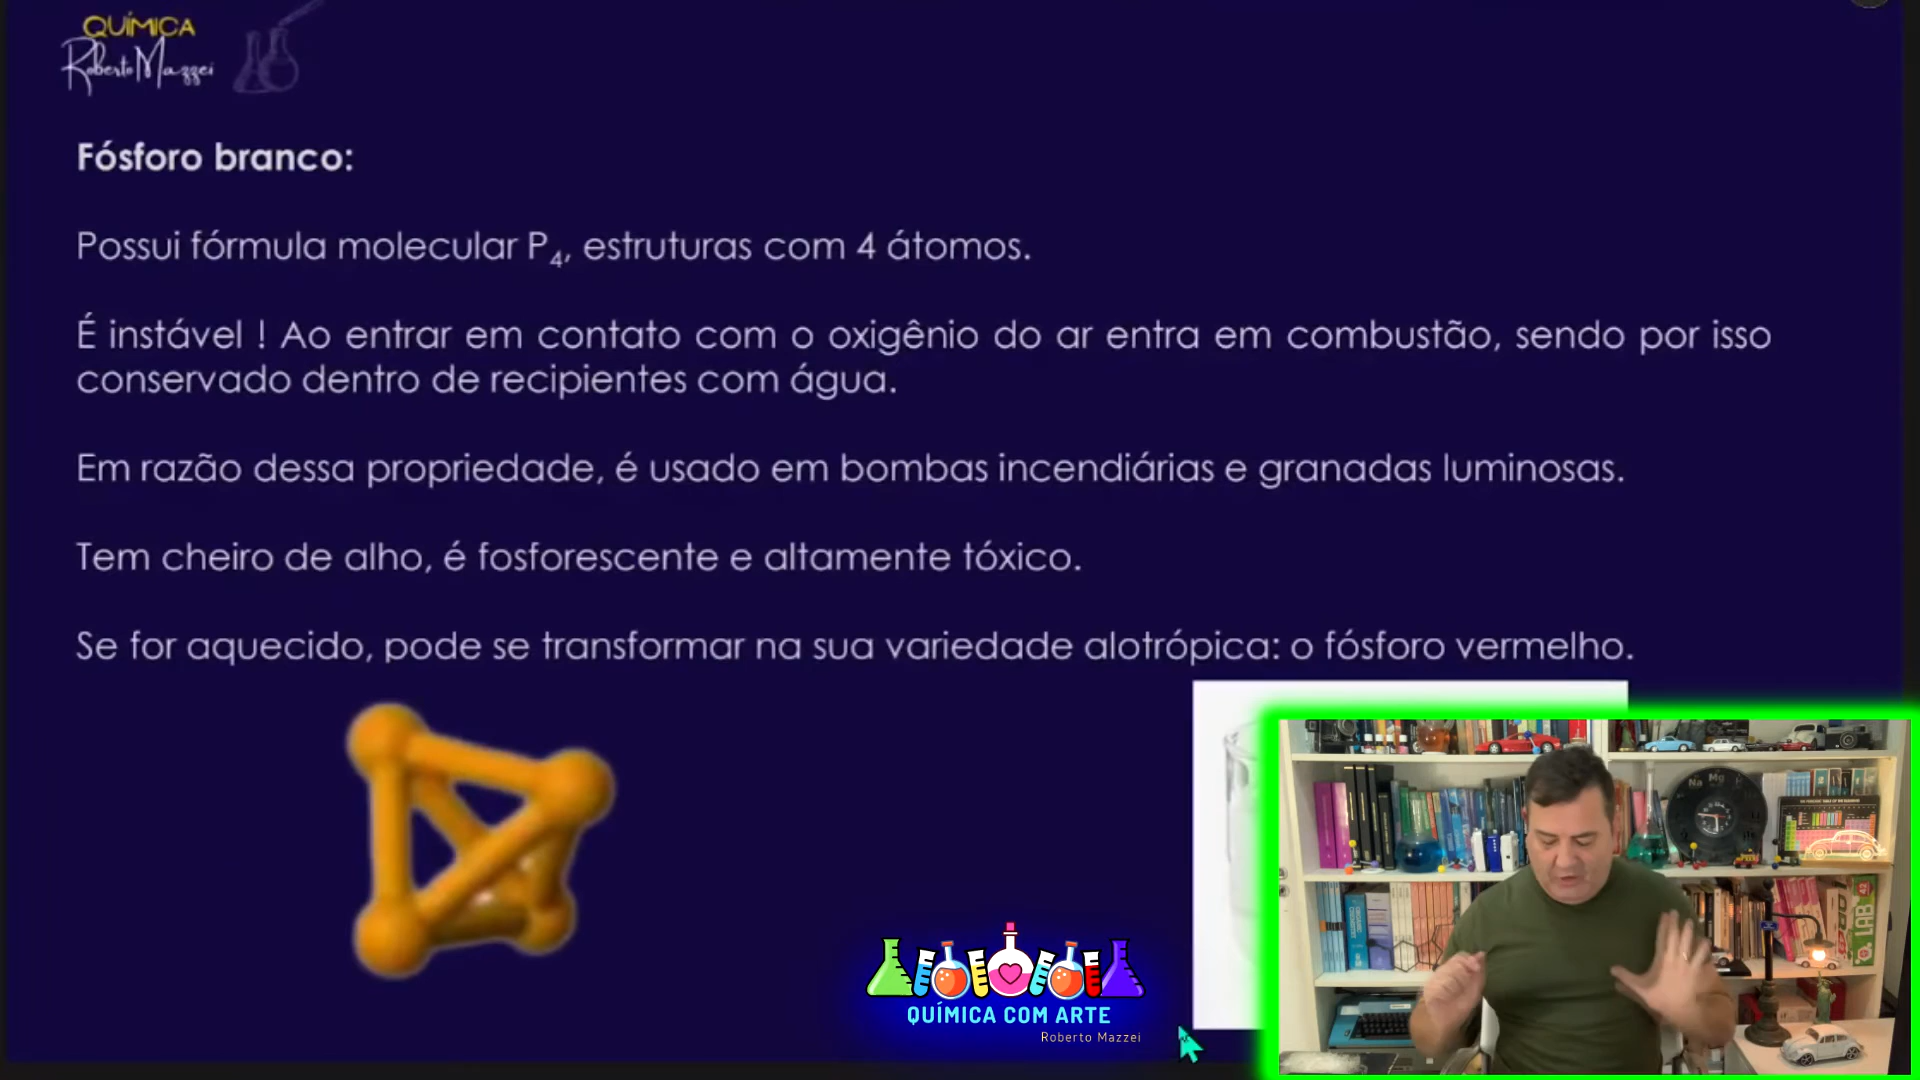 QUÍMICA
Roberto Mazzei
Fósforo branco:
Possui fórmula molecular P₄, estruturas com 4 átomos.
É instável ! Ao entrar em contato com o oxigênio do ar entra em combustão, sendo por isso
conservado dentro de recipientes com água.
Em razão dessa propriedade, é usado em bombas incendiárias e granadas luminosas.
Tem cheiro de alho, é fosforescente e altamente tóxico.
Se for aquecido, pode se transformar na sua variedade alotrópica: o fósforo vermelho.
Na Mg
LAB
QUÍMICA COM ARTE
Roberto Mazzei